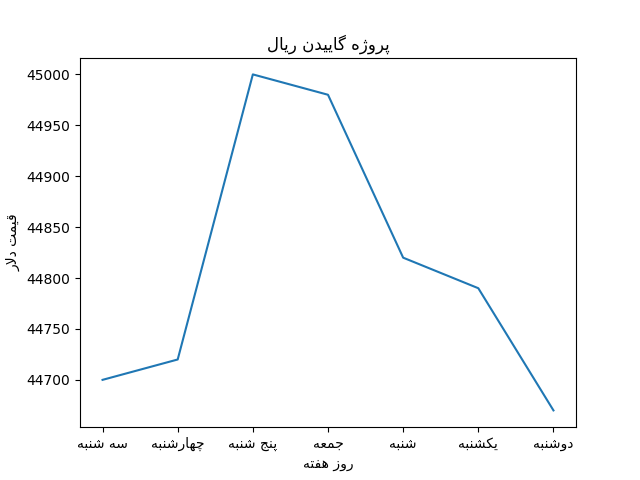 پروژه گاییدن ریال
45000
44950
44900
44850
44800
44750
44700
قیمت دلار
سه شنبه چهارشنبه پنج شنبه جمعه شنبه یکشنبه دوشنبه
روز هفته